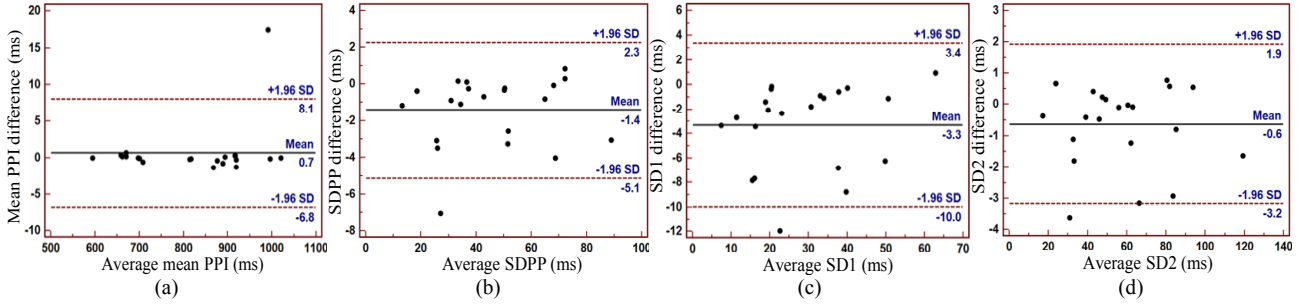 Mean PPI difference (ms)
20
15
10
5
0
-5
-10
+1.96 SD
8.1
Mean
0.7
-1.96 SD
-6.8
500 600 700 800 900 1000 1100
Average mean PPI (ms)
(a)
SDPP difference (ms)
4
2
0
-2
-4
-6
-8
+1.96 SD
2.3
Mean
-1.4
-1.96 SD
-5.1
0 20 40 60 80 100
Average SDPP (ms)
(b)
SD1 difference (ms)
6
4
2
0
-2
-4
-6
-8
-10
-12
+1.96 SD
3.4
Mean
-3.3
-1.96 SD
-10.0
0 10 20 30 40 50 60 70
Average SD1 (ms)
(c)
SD2 difference (ms)
3
2
1
0
-1
-2
-3
-4
+1.96 SD
1.9
Mean
-0.6
-1.96 SD
-3.2
0 20 40 60 80 100 120 140
Average SD2 (ms)
(d)